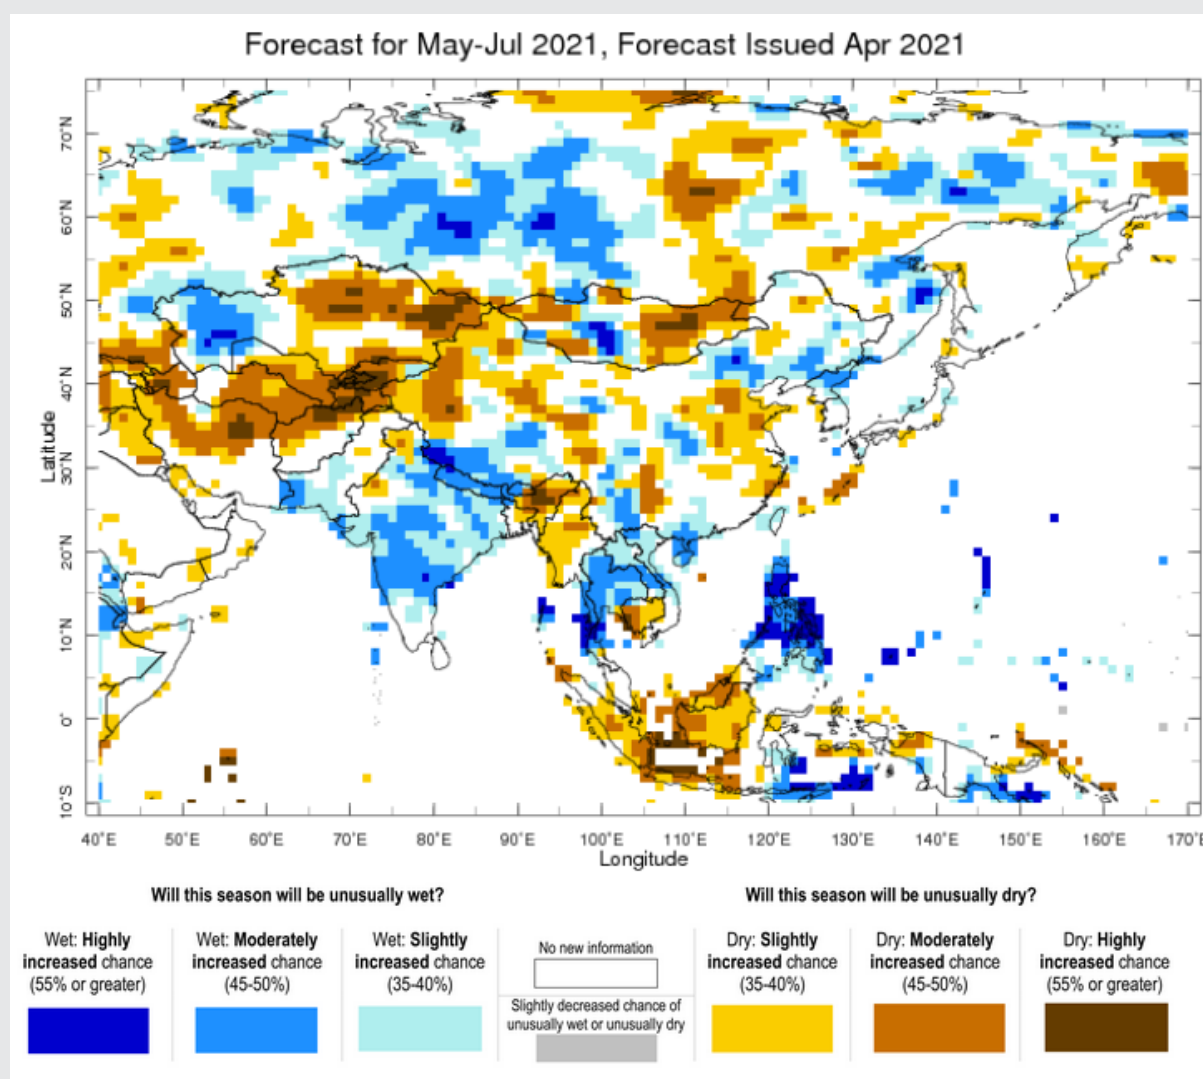 Forecast for May-Jul 2021, Forecast Issued Apr 2021
70°N
60°N
50°N
40°N
30°N
20°N
10°N
0°
10°S
Latitude
40°E
50°E
60°E
70°E
80°E
90°E
100°E
110°E
120°E
130°E
140°E
150°E
160°E
170°E
Longitude
Will this season will be unusually wet?
Will this season will be unusually dry?
Wet: Highly
increased chance
(55% or greater)
Wet: Moderately
increased chance
(45-50%)
Wet: Slightly
increased chance
(35-40%)
No new information
Slightly decreased chance of
unusually wet or unusually dry
Dry: Slightly
increased chance
(35-40%)
Dry: Moderately
increased chance
(45-50%)
Dry: Highly
increased chance
(55% or greater)